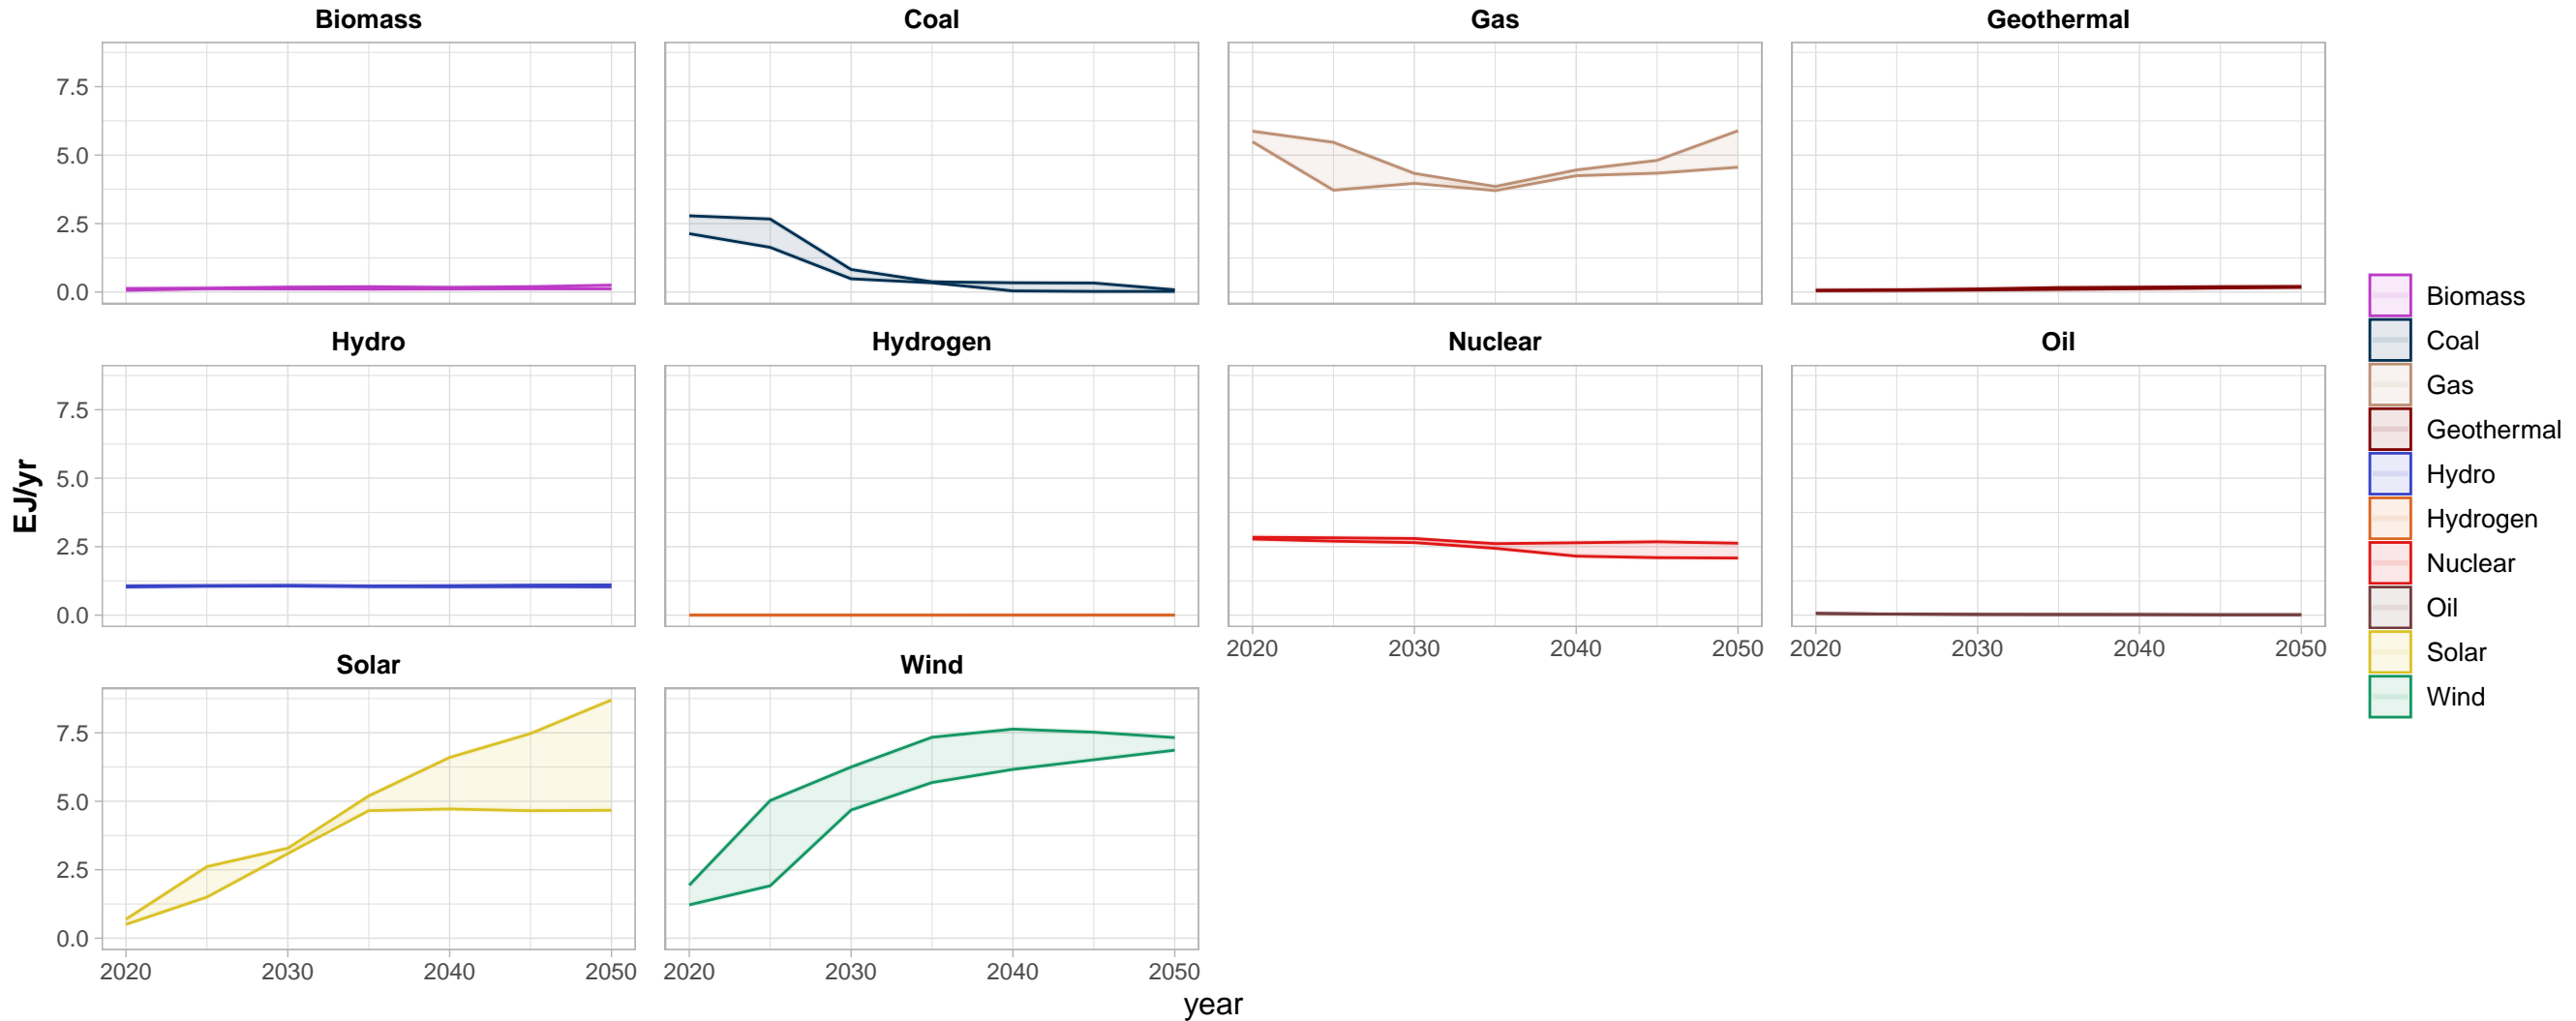 Biomass Coal Gas Geothermal
7.5
5.0
2.5
0.0
Hydro Hydrogen Nuclear Oil
7.5
5.0
2.5
0.0
2020 2030 2040 2050 2020 2030 2040 2050
Solar Wind
7.5
5.0
2.5
0.0
2020 2030 2040 2050 2020 2030 2040 2050
EJ/yr
year
Biomass
Coal
Gas
Geothermal
Hydro
Hydrogen
Nuclear
Oil
Solar
Wind